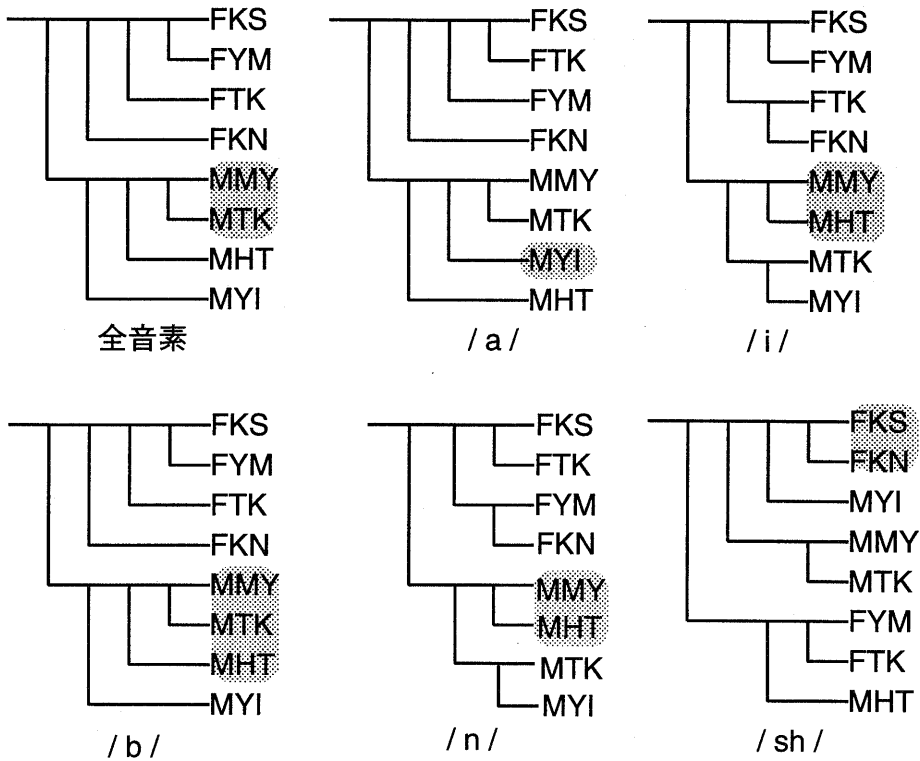 FKS
FYM
FTK
FKN
MMY
MTK
MHT
MYI
全音素
FKS
FTK
FYM
FKN
MMY
MTK
MYI
MHT
/ a /
FKS
FYM
FTK
FKN
MMY
MHT
MTK
MYI
/ i /
FKS
FYM
FTK
FKN
MMY
MTK
MHT
MYI
/ b /
FKS
FTK
FYM
FKN
MMY
MHT
MTK
MYI
/ n /
FKS
FKN
MYI
MMY
MTK
FYM
FTK
MHT
/ sh /